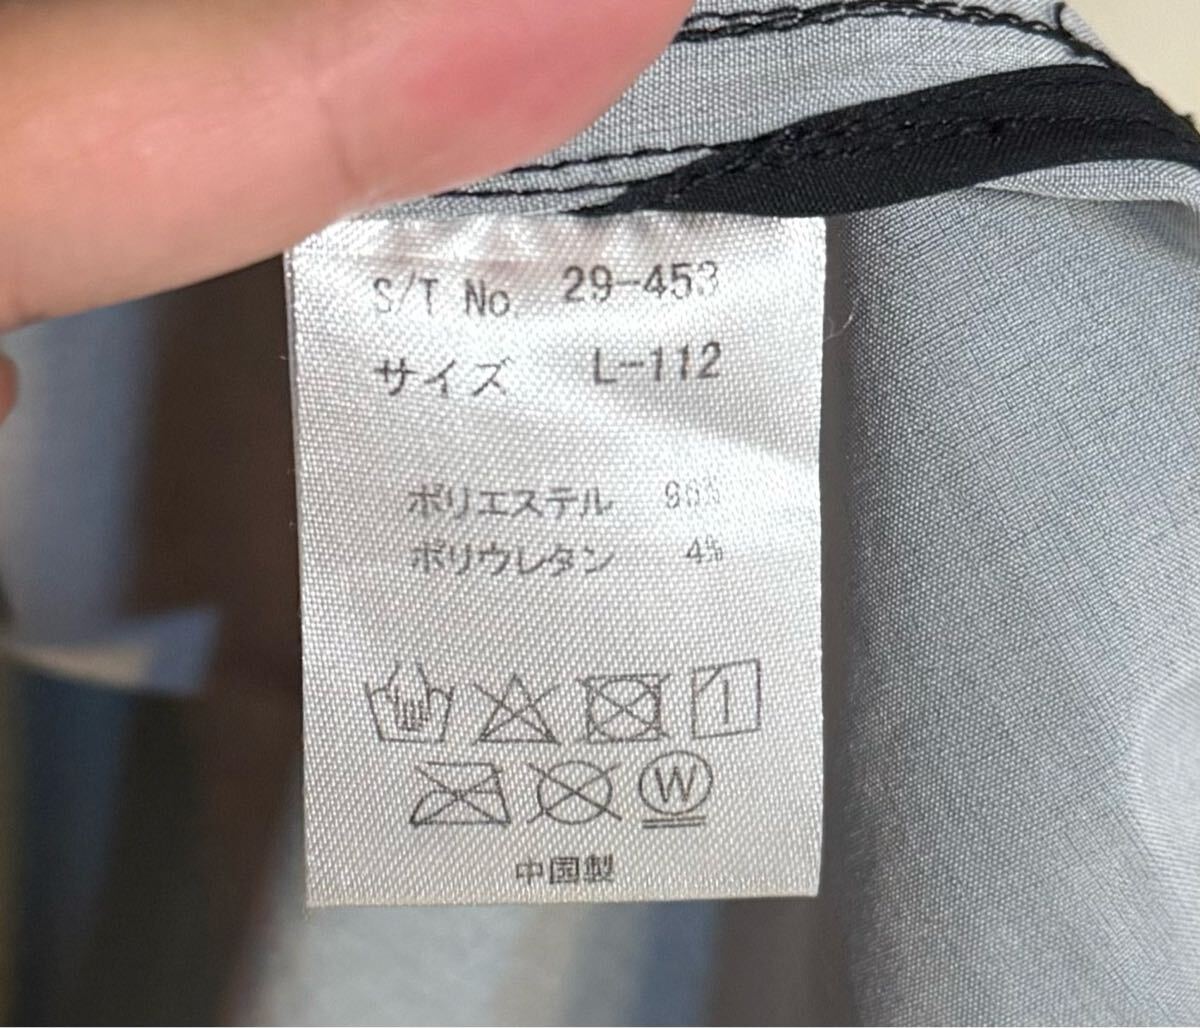 S/T No 29-453
サイズ L-112
ポリエステル 96%
ポリウレタン 4%
W
中国製